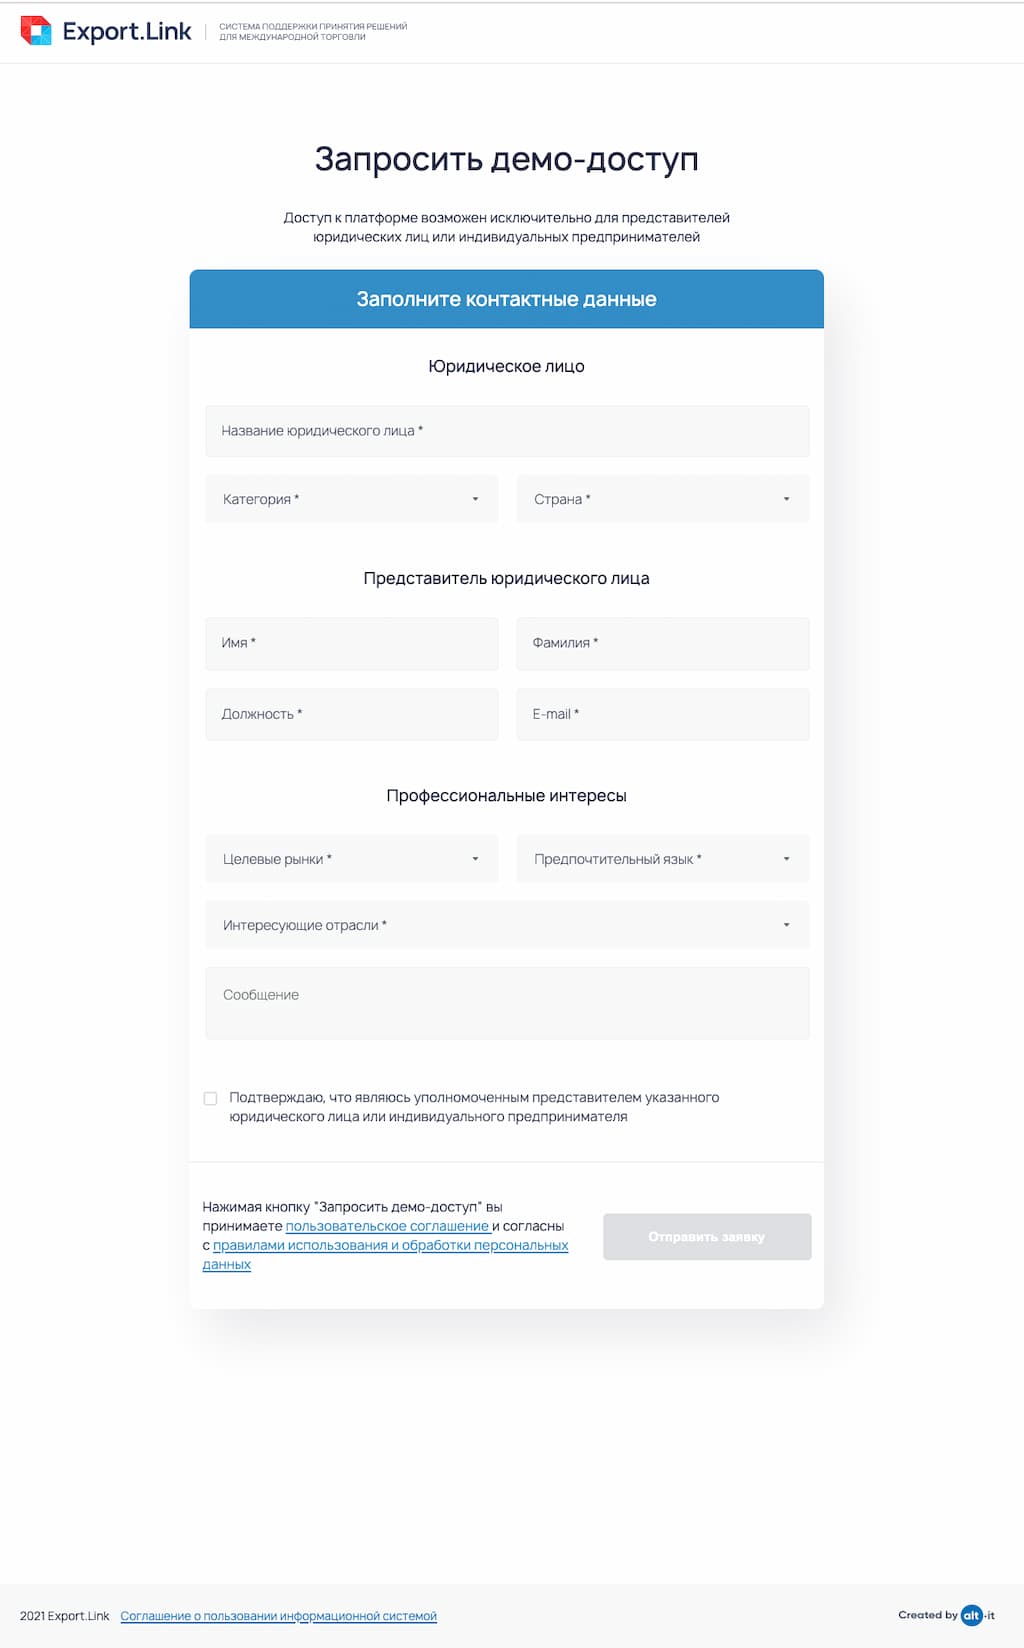 Export.Link
СИСТЕМА ПОДДЕРЖКИ ПРИНЯТИЯ РЕШЕНИЙ
ДЛЯ МЕЖДУНАРОДНОЙ ТОРГОВЛИ
Запросить демо-доступ
Доступ к платформе возможен исключительно для представителей
юридических лиц или индивидуальных предпринимателей
Заполните контактные данные
Юридическое лицо
Название юридического лица *
Категория *
Страна *
Представитель юридического лица
Имя *
Фамилия *
Должность *
E-mail *
Профессиональные интересы
Целевые рынки *
Предпочтительный язык *
Интересующие отрасли *
Сообщение
Подтверждаю, что являюсь уполномоченным представителем указанного
юридического лица или индивидуального предпринимателя
Нажимая кнопку "Запросить демо-доступ" вы
принимаете пользовательское соглашение и согласны
с правилами использования и обработки персональных
данных
Отправить заявку
2021 Export.Link Соглашение о пользовании информационной системой
Created by alt-it